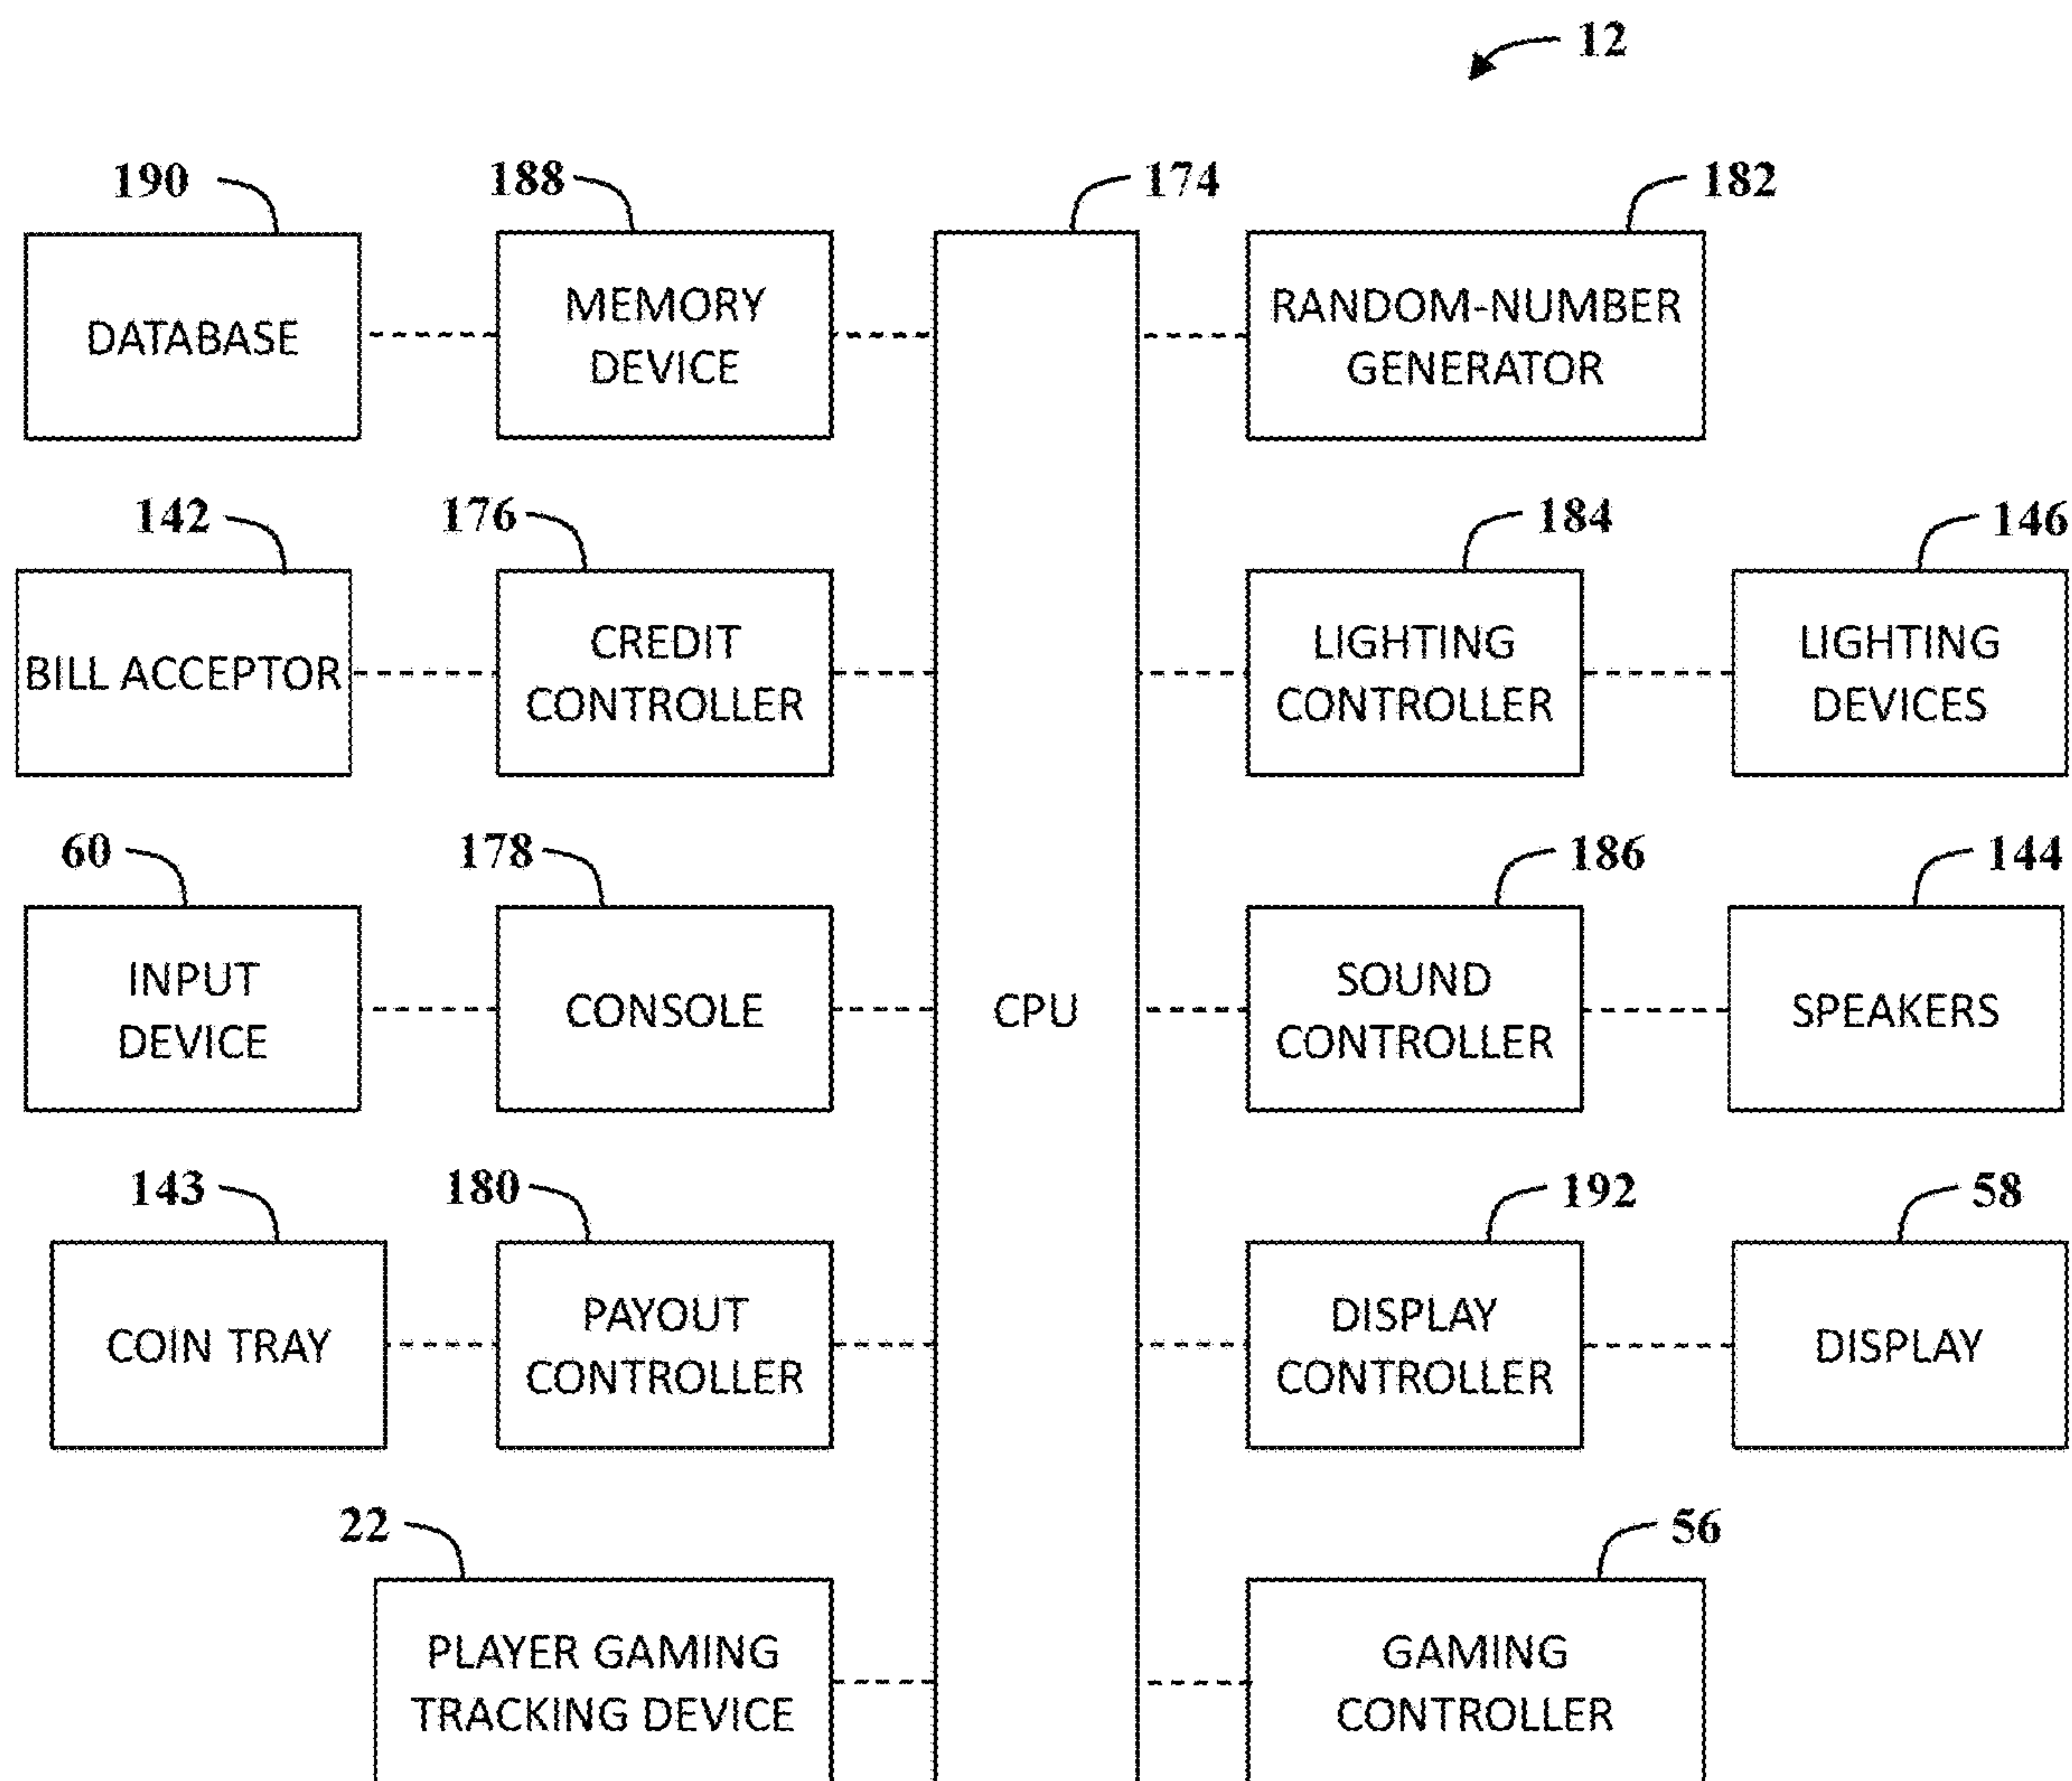 12
190
188
174
182
DATABASE
MEMORY
DEVICE
RANDOM-NUMBER
GENERATOR
142
176
184
146
BILL ACCEPTOR
CREDIT
CONTROLLER
LIGHTING
CONTROLLER
LIGHTING
DEVICES
60
178
186
144
INPUT
DEVICE
CONSOLE
CPU
SOUND
CONTROLLER
SPEAKERS
143
180
192
58
COIN TRAY
PAYOUT
CONTROLLER
DISPLAY
CONTROLLER
DISPLAY
22
56
PLAYER GAMING
TRACKING DEVICE
GAMING
CONTROLLER